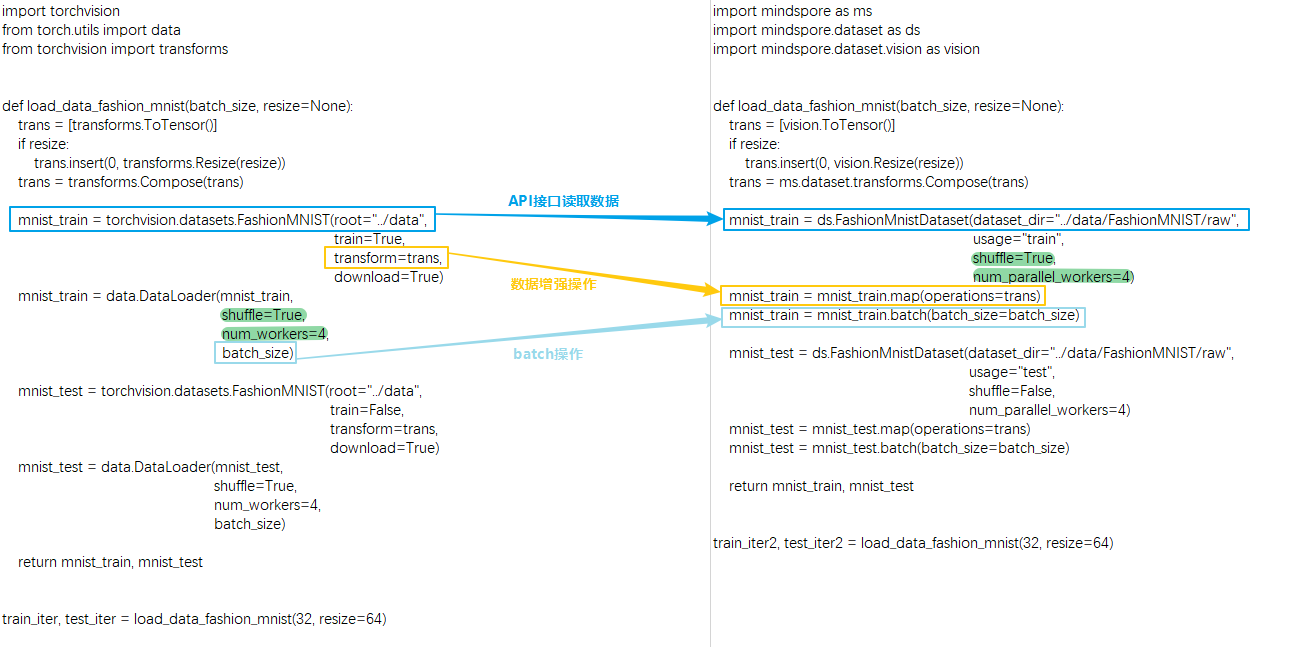 import torchvision
from torch.utils import data
from torchvision import transforms
def load_data_fashion_mnist(batch_size, resize=None):
trans = [transforms.ToTensor()]
if resize:
trans.insert(0, transforms.Resize(resize))
trans = transforms.Compose(trans)
mnist_train = torchvision.datasets.FashionMNIST(root="../data",
train=True,
transform=trans,
download=True)
mnist_train = data.DataLoader(mnist_train,
shuffle=True,
num_workers=4,
batch_size)
mnist_test = torchvision.datasets.FashionMNIST(root="../data",
train=False,
transform=trans,
download=True)
mnist_test = data.DataLoader(mnist_test,
shuffle=True,
num_workers=4,
batch_size)
return mnist_train, mnist_test
train_iter, test_iter = load_data_fashion_mnist(32, resize=64)
API接口读取数据
数据增强操作
batch操作
import mindspore as ms
import mindspore.dataset as ds
import mindspore.dataset.vision as vision
def load_data_fashion_mnist(batch_size, resize=None):
trans = [vision.ToTensor()]
if resize:
trans.insert(0, vision.Resize(resize))
trans = ms.dataset.transforms.Compose(trans)
mnist_train = ds.FashionMnistDataset(dataset_dir="../data/FashionMNIST/raw",
usage="train",
shuffle=True,
num_parallel_workers=4)
mnist_train = mnist_train.map(operations=trans)
mnist_train = mnist_train.batch(batch_size=batch_size)
mnist_test = ds.FashionMnistDataset(dataset_dir="../data/FashionMNIST/raw",
usage="test",
shuffle=False,
num_parallel_workers=4)
mnist_test = mnist_test.map(operations=trans)
mnist_test = mnist_test.batch(batch_size=batch_size)
return mnist_train, mnist_test
train_iter2, test_iter2 = load_data_fashion_mnist(32, resize=64)